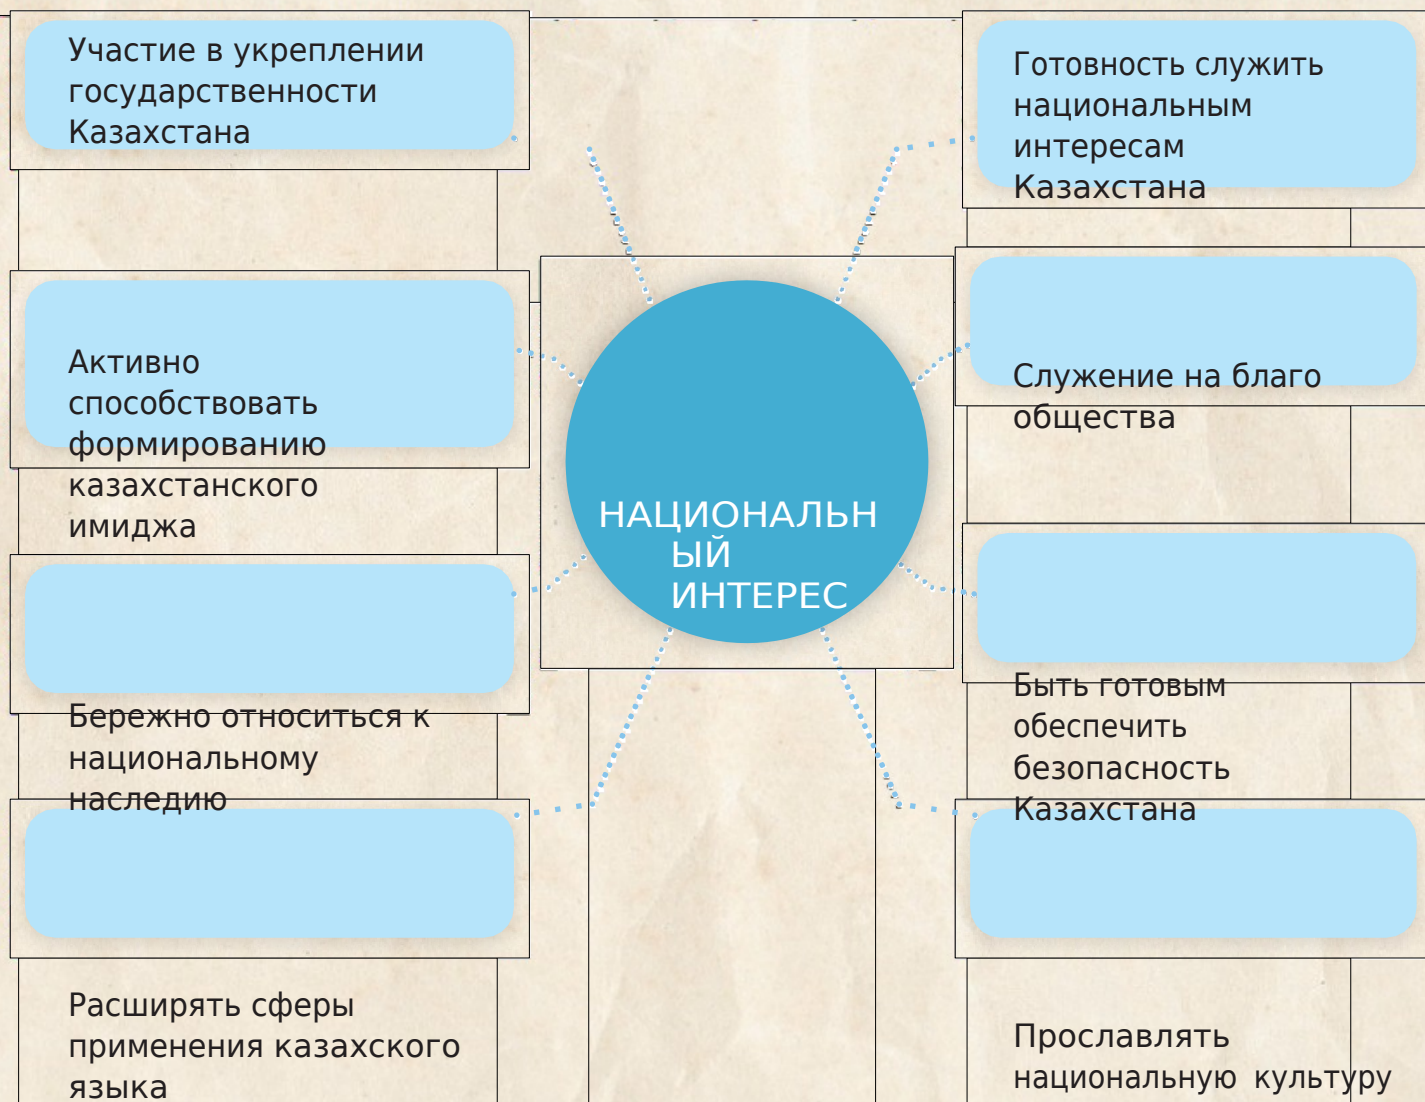 Участие в укреплении
государственности
Казахстана
Активно
способствовать
формированию
казахстанского
имиджа
Бережно относиться к
национальному
наследию
Расширять сферы
применения казахского
языка
НАЦИОНАЛЬН
ЫЙ
ИНТЕРЕС
Готовность служить
национальным
интересам
Казахстана
Служение на благо
общества
Быть готовым
обеспечить
безопасность
Казахстана
Прославлять
национальную культуру